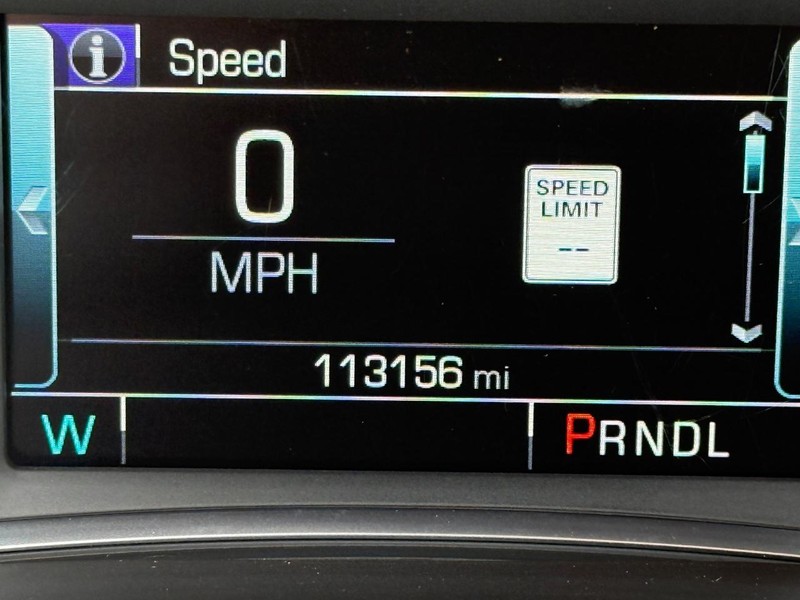 i Speed
0
MPH
SPEED
LIMIT
--
113156 mi
W
PRNDL